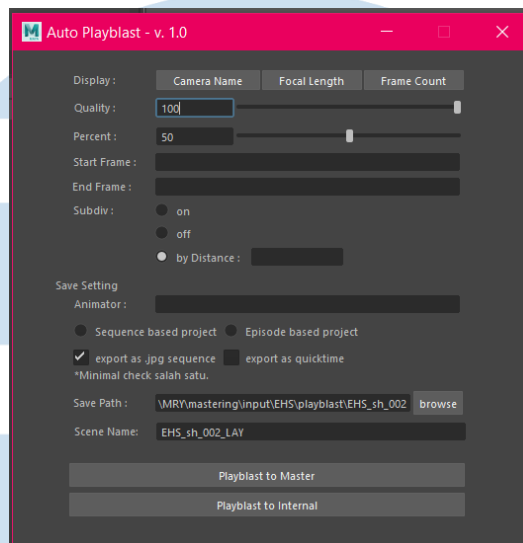 Auto Playblast - v. 1.0
Display : Camera Name Focal Length Frame Count
Quality : 100
Percent : 50
Start Frame :
End Frame :
Subdiv : on
off
by Distance :
Save Setting
Animator :
Sequence based project Episode based project
export as .jpg sequence export as quicktime
*Minimal check salah satu.
Save Path : \MRY\mastering\input\EHS\playblast\EHS_sh_002 browse
Scene Name: EHS_sh_002_LAY
Playblast to Master
Playblast to Internal